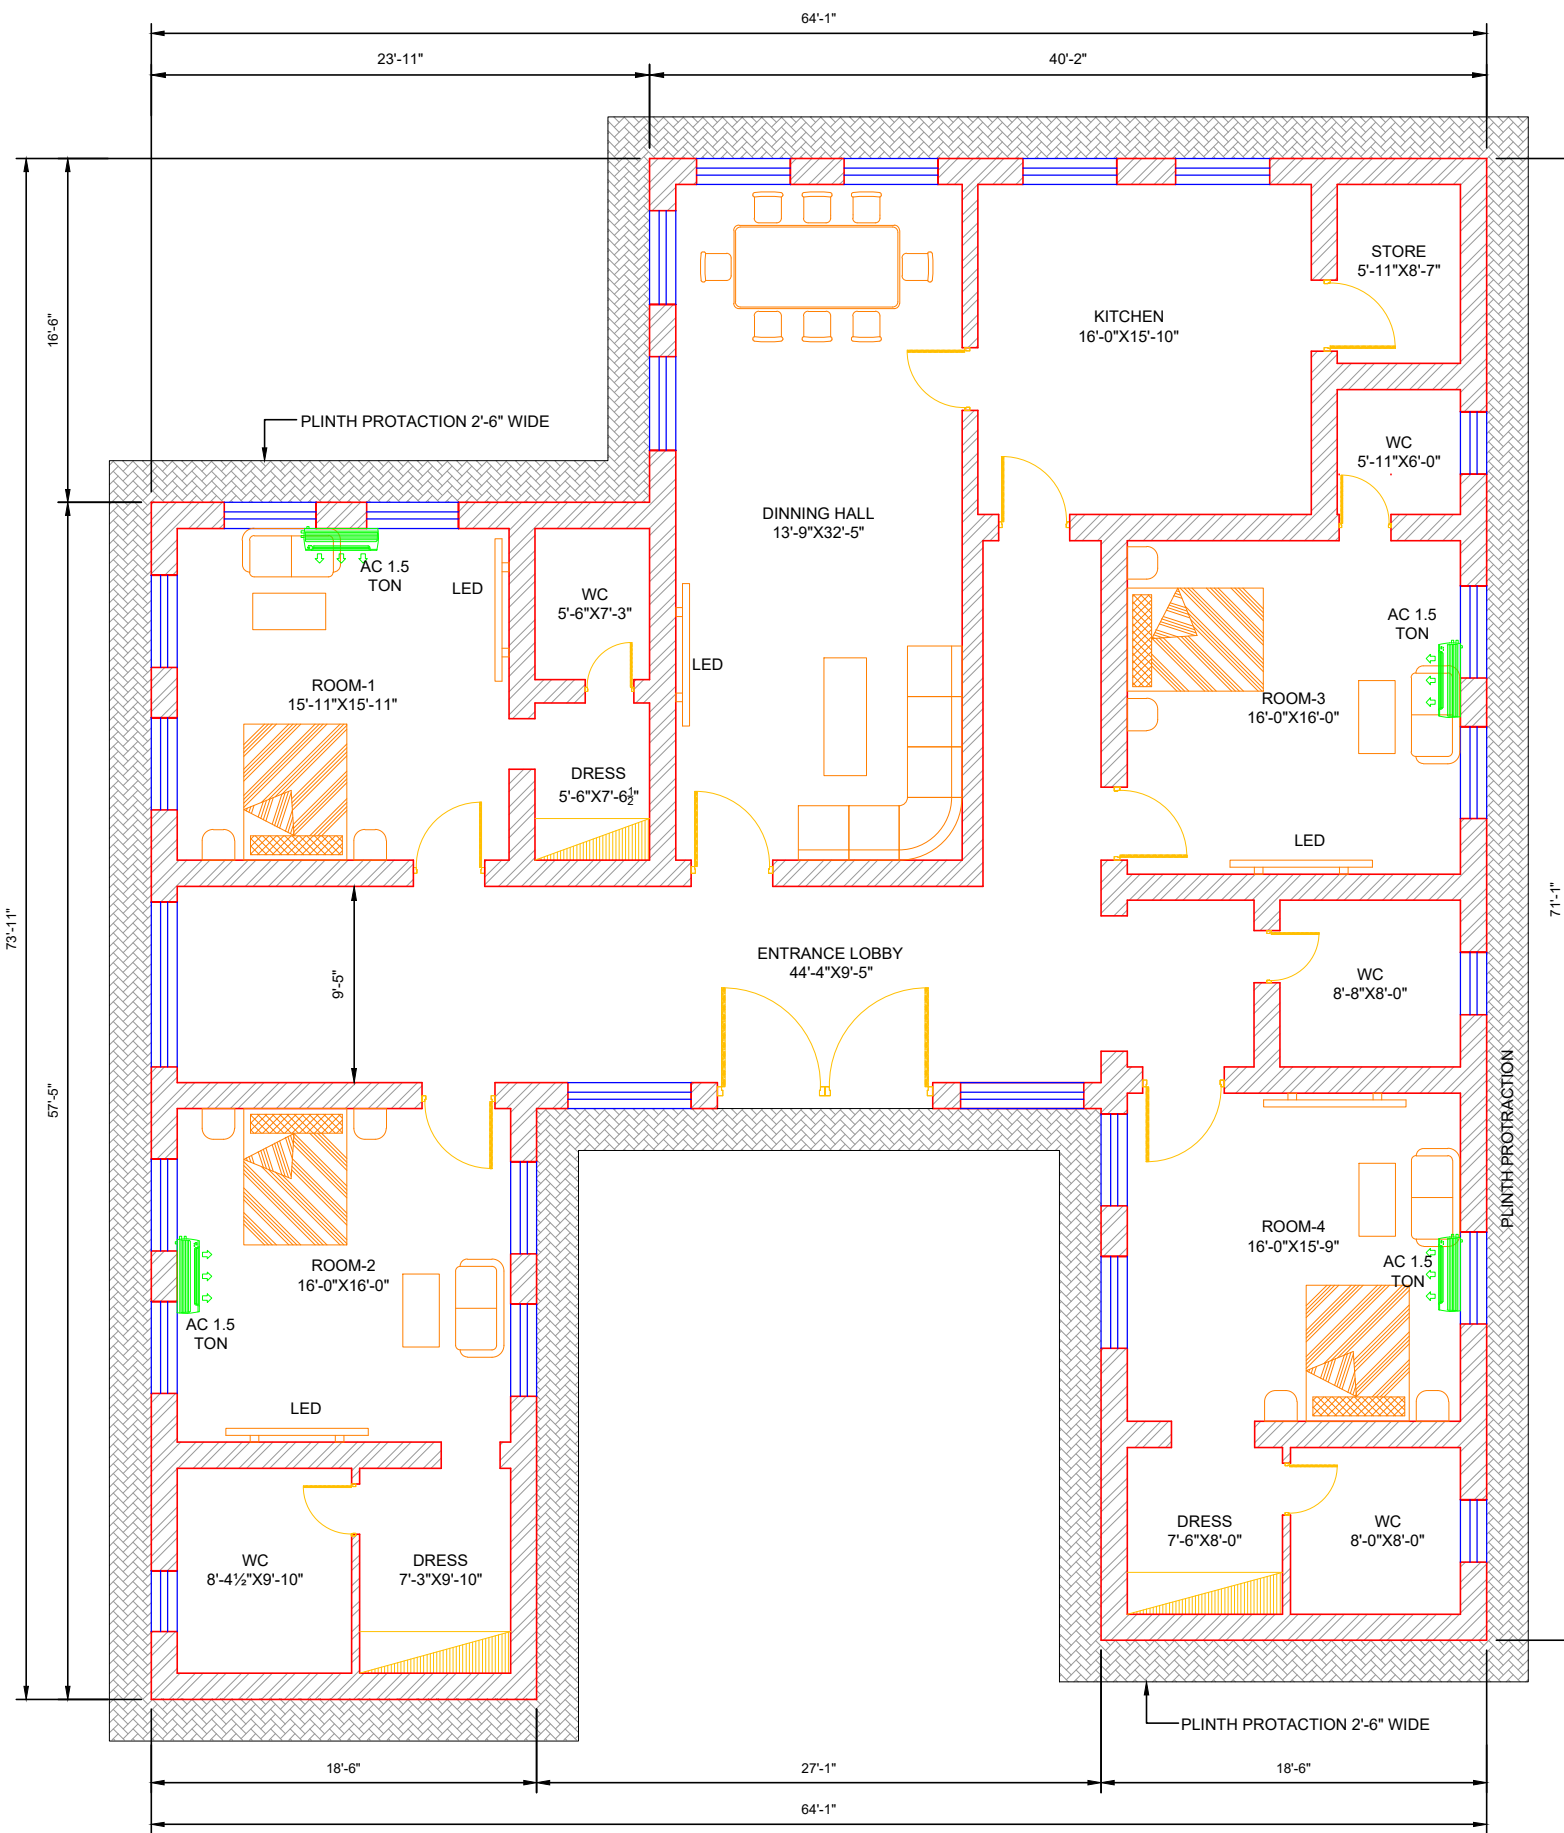 64'-1"
23'-11"
40'-2"
16'-6"
STORE
5'-11"X8'-7"
KITCHEN
16'-0"X15'-10"
PLINTH PROTACTION 2'-6" WIDE
WC
5'-11"X6'-0"
DINNING HALL
13'-9"X32'-5"
AC 1.5
TON
LED
WC
5'-6"X7'-3"
AC 1.5
TON
LED
ROOM-1
15'-11"X15'-11"
ROOM-3
16'-0"X16'-0"
DRESS
5'-6"X7'-6½"
LED
73'-11"
71'-1"
9'-5"
ENTRANCE LOBBY
44'-4"X9'-5"
WC
8'-8"X8'-0"
57'-5"
PLINTH PROTRACTION
ROOM-4
16'-0"X15'-9"
AC 1.5
TON
ROOM-2
16'-0"X16'-0"
AC 1.5
TON
LED
WC
8'-4½"X9'-10"
DRESS
7'-3"X9'-10"
DRESS
7'-6"X8'-0"
WC
8'-0"X8'-0"
PLINTH PROTACTION 2'-6" WIDE
18'-6"
27'-1"
18'-6"
64'-1"